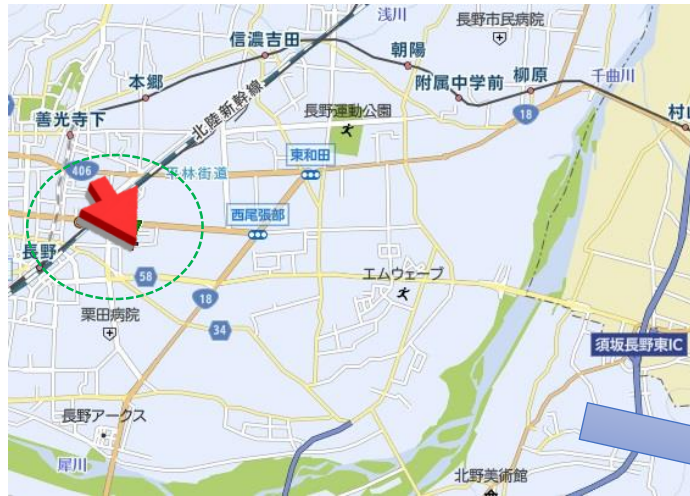 浅川
長野市民病院
信濃吉田
朝陽
附属中学前
柳原
千曲川
本郷
北陸新幹線
長野運動公園
18
村山
善光寺下
東和田
406
平林街道
西尾張部
長野
58
エムウェーブ
18
栗田病院
34
須坂長野東IC
長野アークス
犀川
北野美術館